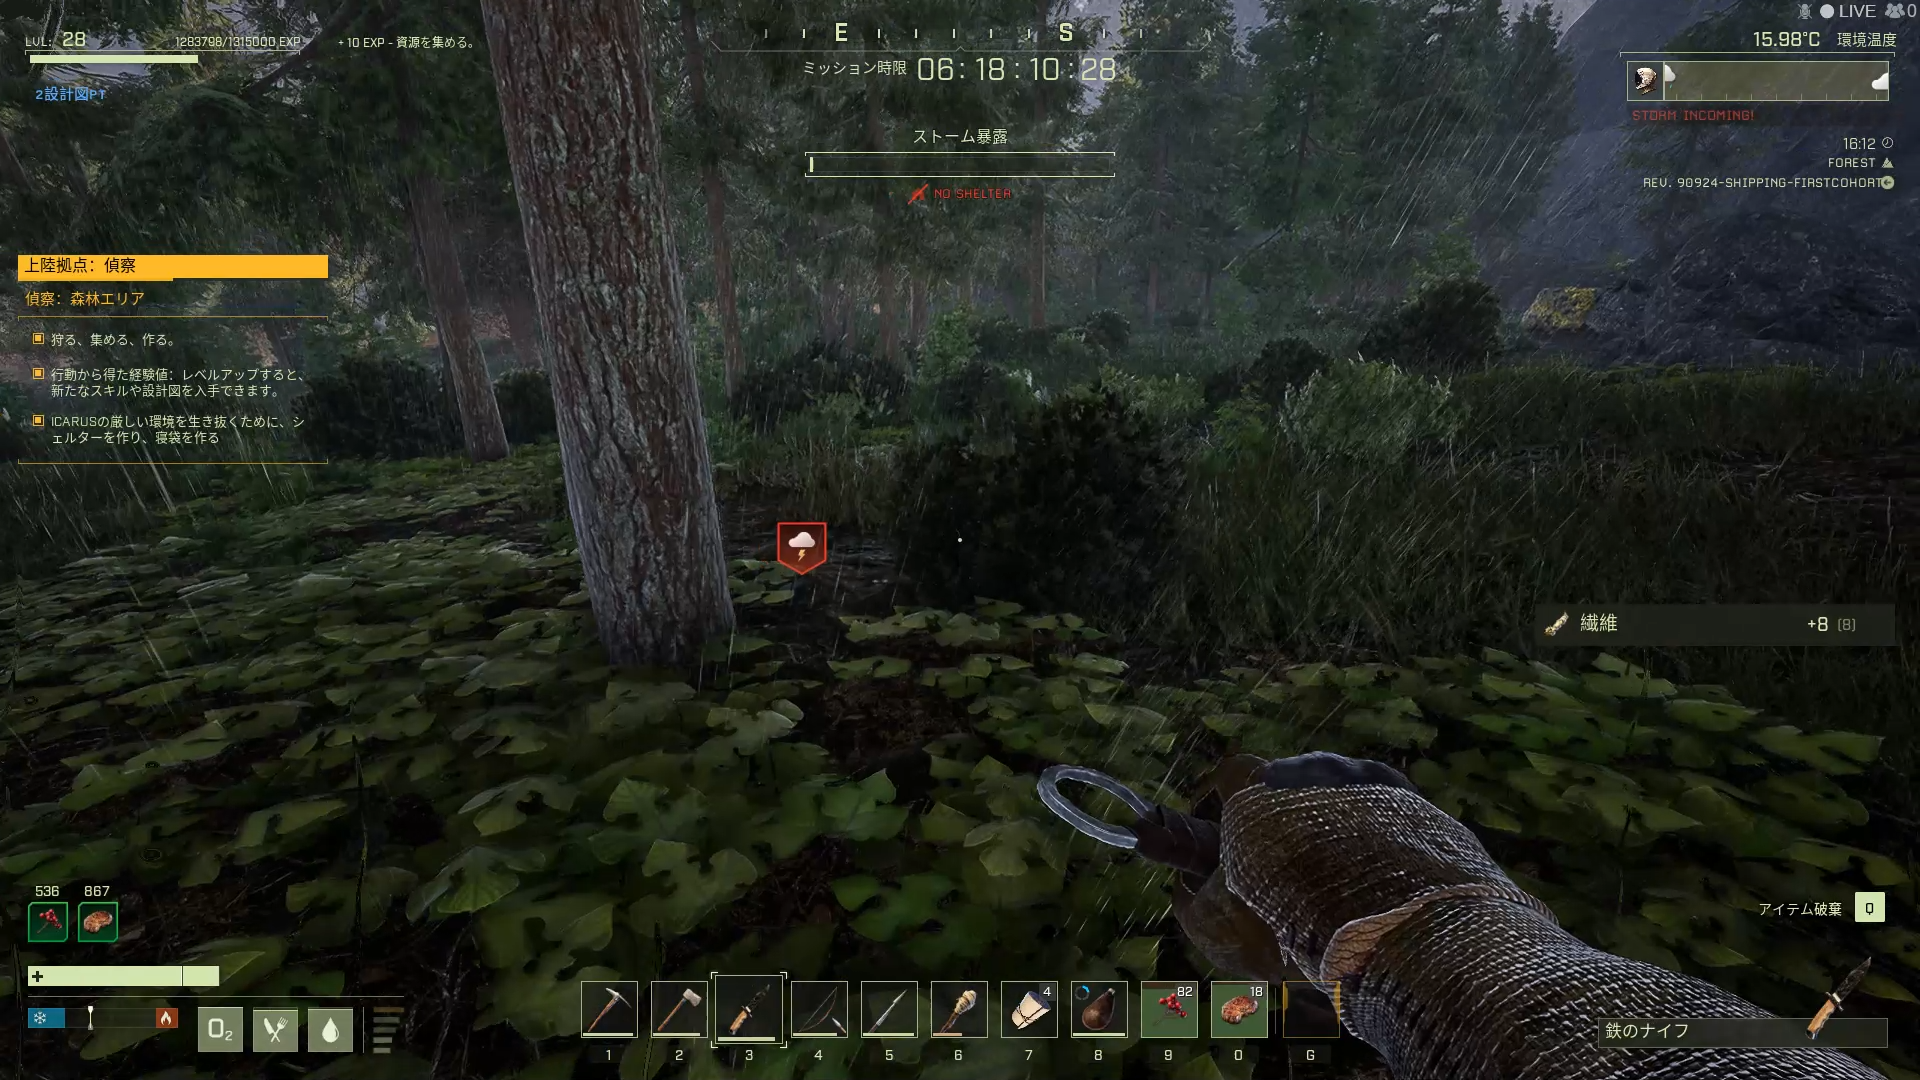 LVL: 28
1283798/1315000 EXP
+ 10 EXP - 資源を集める。
2設計図PT
E
S
ミッション時限 06:18:10:28
ストーム暴露
NO SHELTER
LIVE 0
15.98°C 環境温度
STORM INCOMING!
16:12
FOREST
REV. 90924-SHIPPING-FIRSTCOHORT
上陸拠点：偵察
偵察：森林エリア
狩る、集める、作る。
行動から得た経験値：レベルアップすると、
新たなスキルや設計図を入手できます。
ICARUSの厳しい環境を生き抜くために、シ
ェルターを作り、寝袋を作る
繊維 +8 (8)
アイテム破棄 Q
536 867
O2
4
82
18
1 2 3 4 5 6 7 8 9 0 G
鉄のナイフ